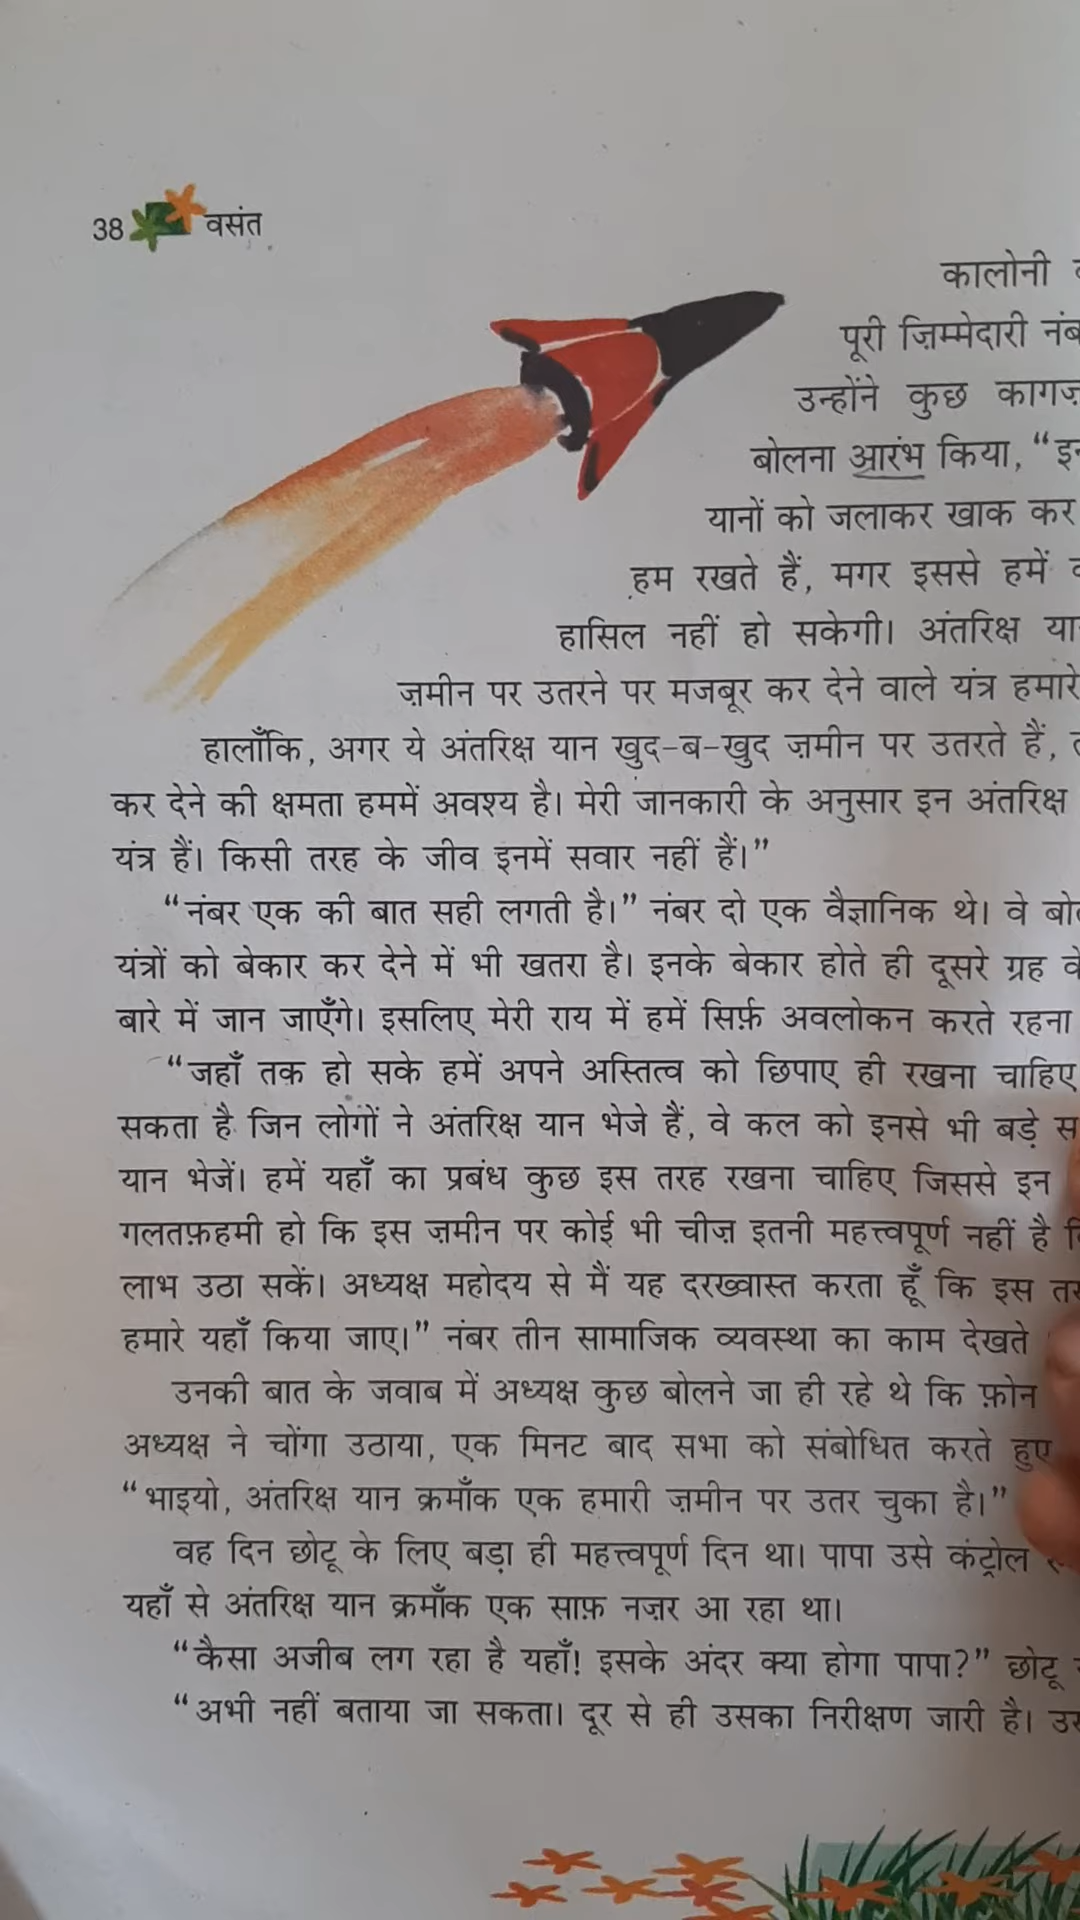 38 वसंत
कालोनी
पूरी ज़िम्मेदारी
उन्होंने कुछ
बोलना आरंभ किया, “
यानों को जलाकर खाक कर
हम रखते हैं, मगर इससे हमें
हासिल नहीं हो सकेगी। अंतरिक्ष
ज़मीन पर उतरने पर मजबूर कर देने वाले यंत्र हमारे
हालाँकि, अगर ये अंतरिक्ष यान खुद-ब-खुद ज़मीन पर उतरते हैं,
कर देने की क्षमता हममें अवश्य है। मेरी जानकारी के अनुसार इन अंतरिक्ष
यंत्र हैं। किसी तरह के जीव इनमें सवार नहीं हैं।”
“नंबर एक की बात सही लगती है।” नंबर दो एक वैज्ञानिक थे। वे
यंत्रों को बेकार कर देने में भी खतरा है। इनके बेकार होते ही दूसरे ग्रह
बारे में जान जाएँगे। इसलिए मेरी राय में हमें सिर्फ़ अवलोकन करते रहना
“जहाँ तक हो सके हमें अपने अस्तित्व को छिपाए ही रखना चाहिए
सकता है जिन लोगों ने अंतरिक्ष यान भेजे हैं, वे कल को इनसे भी बड़े
यान भेजें। हमें यहाँ का प्रबंध कुछ इस तरह रखना चाहिए जिससे इन
गलतफ़हमी हो कि इस ज़मीन पर कोई भी चीज़ इतनी महत्त्वपूर्ण नहीं है
लाभ उठा सकें। अध्यक्ष महोदय से मैं यह दरख्वास्त करता हूँ कि इस
हमारे यहाँ किया जाए।” नंबर तीन सामाजिक व्यवस्था का काम देखते
उनकी बात के जवाब में अध्यक्ष कुछ बोलने जा ही रहे थे कि फ़ोन
अध्यक्ष ने चोंगा उठाया, एक मिनट बाद सभा को संबोधित करते हुए
“भाइयो, अंतरिक्ष यान क्रमाँक एक हमारी ज़मीन पर उतर चुका है।”
वह दिन छोटू के लिए बड़ा ही महत्त्वपूर्ण दिन था। पापा उसे कंट्रोल
यहाँ से अंतरिक्ष यान क्रमाँक एक साफ़ नज़र आ रहा था।
“कैसा अजीब लग रहा है यहाँ! इसके अंदर क्या होगा पापा?” छोटू
“अभी नहीं बताया जा सकता। दूर से ही उसका निरीक्षण जारी है।